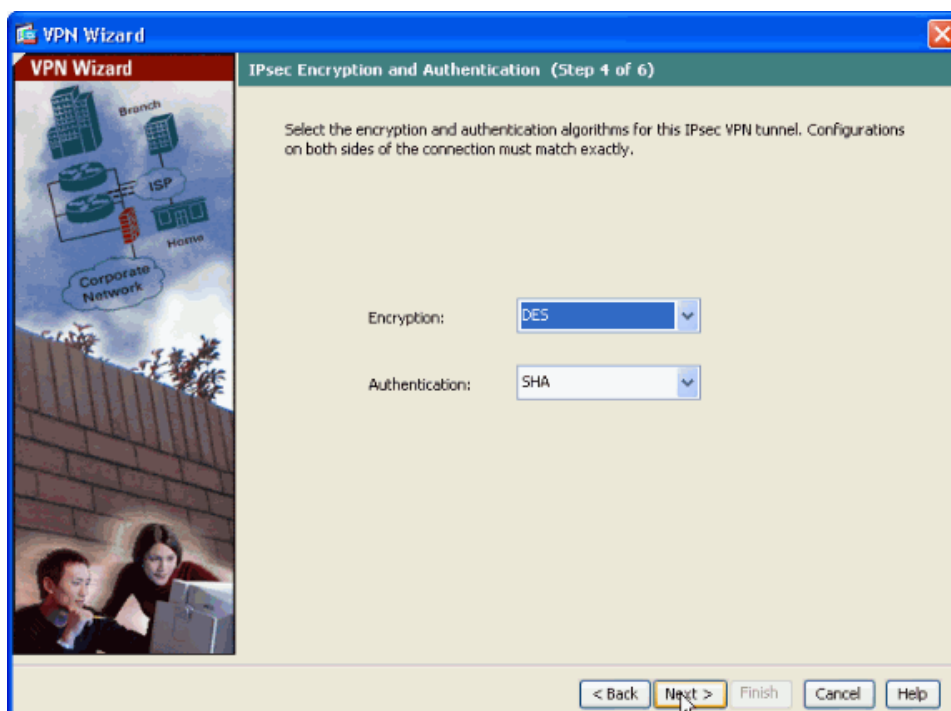 VPN Wizard
VPN Wizard
Branch
ISP
Home
Corporate
Network
IPsec Encryption and Authentication (Step 4 of 6)
Select the encryption and authentication algorithms for this IPsec VPN tunnel. Configurations
on both sides of the connection must match exactly.
Encryption: DES
Authentication: SHA
< Back Next > Finish Cancel Help